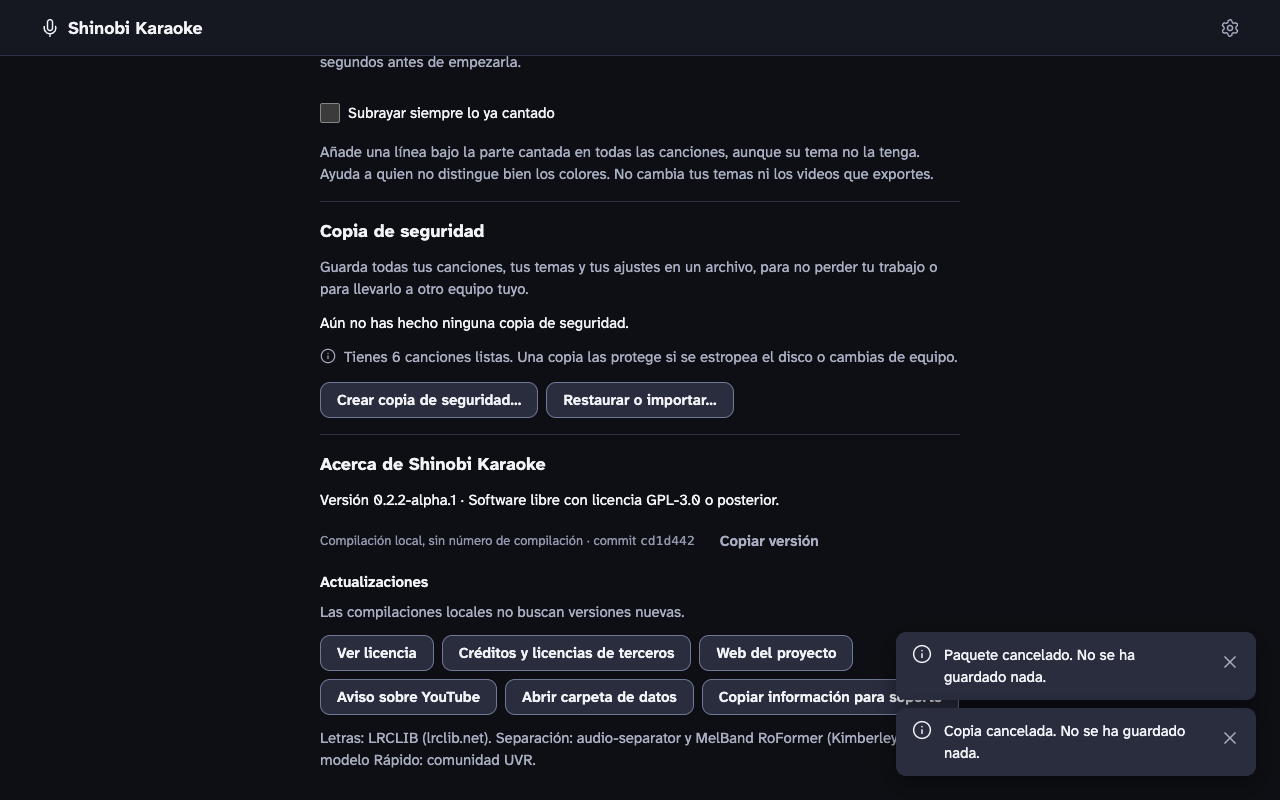 Shinobi Karaoke
segundos antes de empezarla.
Subrayar siempre lo ya cantado
Añade una línea bajo la parte cantada en todas las canciones, aunque su tema no la tenga.
Ayuda a quien no distingue bien los colores. No cambia tus temas ni los videos que exportes.
Copia de seguridad
Guarda todas tus canciones, tus temas y tus ajustes en un archivo, para no perder tu trabajo o
para llevarlo a otro equipo tuyo.
Aún no has hecho ninguna copia de seguridad.
Tienes 6 canciones listas. Una copia las protege si se estropea el disco o cambias de equipo.
Crear copia de seguridad...
Restaurar o importar...
Acerca de Shinobi Karaoke
Versión 0.2.2-alpha.1 · Software libre con licencia GPL-3.0 o posterior.
Compilación local, sin número de compilación · commit cd1d442
Copiar versión
Actualizaciones
Las compilaciones locales no buscan versiones nuevas.
Ver licencia
Créditos y licencias de terceros
Web del proyecto
Aviso sobre YouTube
Abrir carpeta de datos
Copiar información para soporte
Letras: LRCLIB (lrclib.net). Separación: audio-separator y MelBand RoFormer (Kimberley
modelo Rápido: comunidad UVR.
Paquete cancelado. No se ha
guardado nada.
Copia cancelada. No se ha guardado
nada.